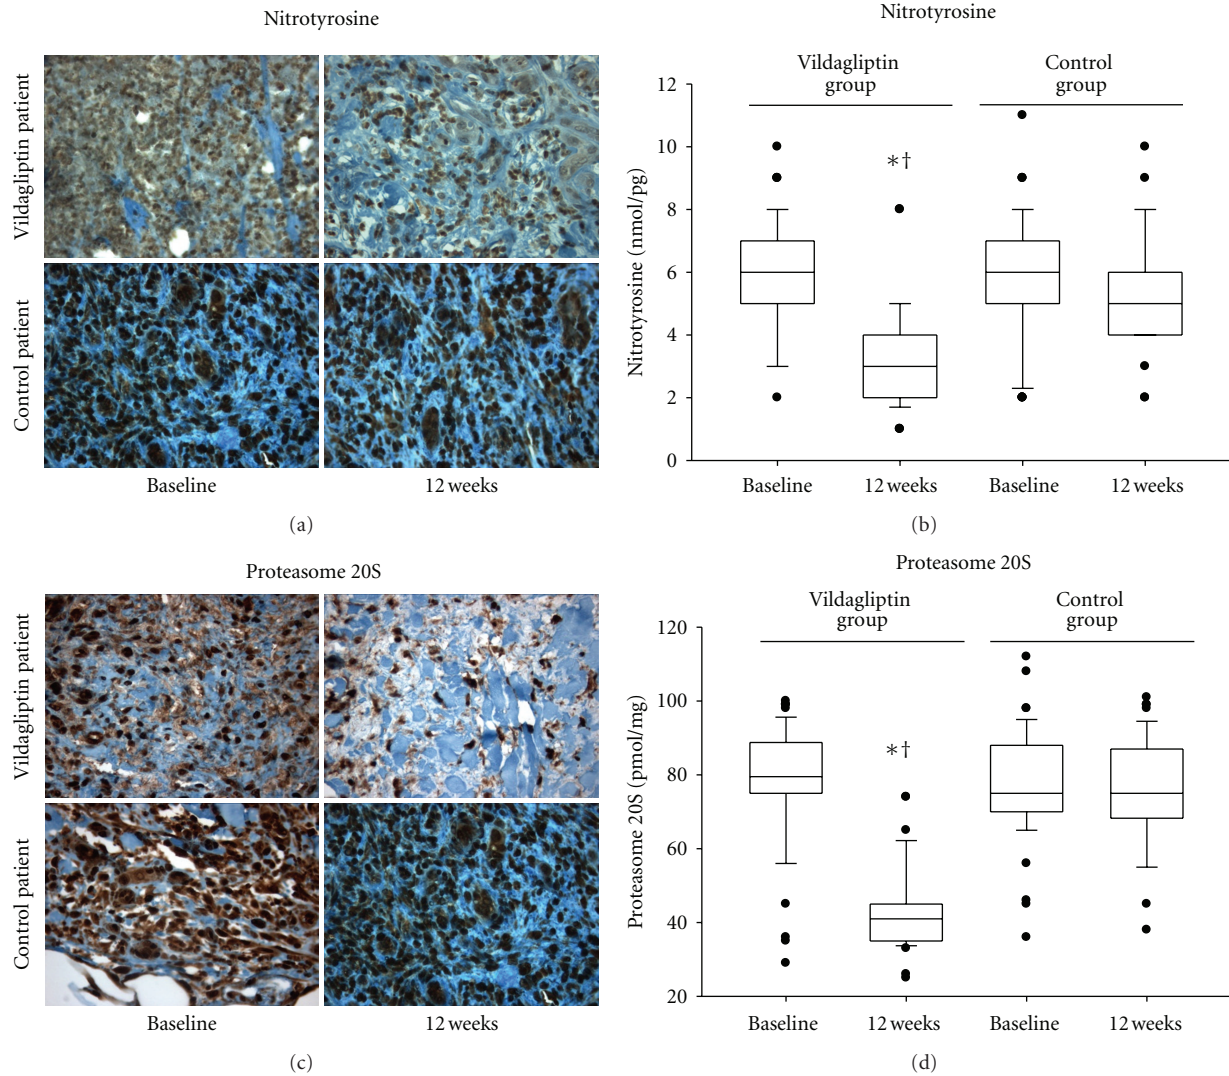 Nitrotyrosine
Vildagliptin patient
Control patient
Baseline
12 weeks
(a)
Nitrotyrosine
Vildagliptin
group
Control
group
Nitrotyrosine (nmol/pg)
12
10
8
6
4
2
0
*†
Baseline
12 weeks
Baseline
12 weeks
(b)
Proteasome 20S
Vildagliptin patient
Control patient
Baseline
12 weeks
(c)
Proteasome 20S
Vildagliptin
group
Control
group
Proteasome 20S (pmol/mg)
120
100
80
60
40
20
*†
Baseline
12 weeks
Baseline
12 weeks
(d)